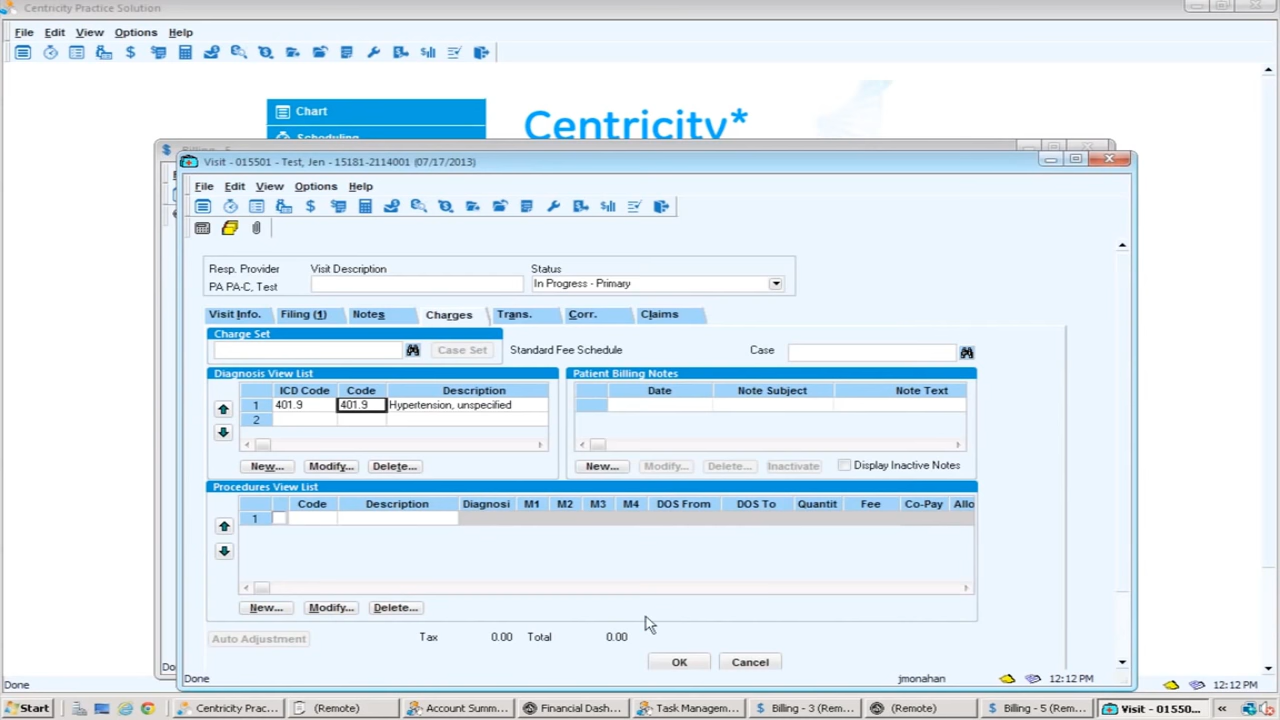 Centricity Practice Solution
File Edit View Options Help
Chart
Scheduling
Centricity*
Billing - 5
Visit - 015501 - Test, Jen - 15181-2114001 (07/17/2013)
File Edit View Options Help
Resp. Provider Visit Description Status
PA PA-C, Test In Progress - Primary
Visit Info. Filing (1) Notes Charges Trans. Corr. Claims
Charge Set
Case Set Standard Fee Schedule Case
Diagnosis View List Patient Billing Notes
ICD Code Code Description Date Note Subject Note Text
1 401.9 401.9 Hypertension, unspecified
2
New... Modify... Delete... New... Modify... Delete... Inactivate Display Inactive Notes
Procedures View List
Code Description Diagnosi M1 M2 M3 M4 DOS From DOS To Quantit Fee Co-Pay Allo
1
New... Modify... Delete...
Auto Adjustment Tax 0.00 Total 0.00
OK Cancel
Do
Done jmonahan 12:12 PM
Done 12:12 PM
Start Centricity Prac... (Remote) Account Summ... Financial Dash... Task Managem... Billing - 3 (Rem... (Remote) Billing - 5 (Rem... Visit - 01550... «